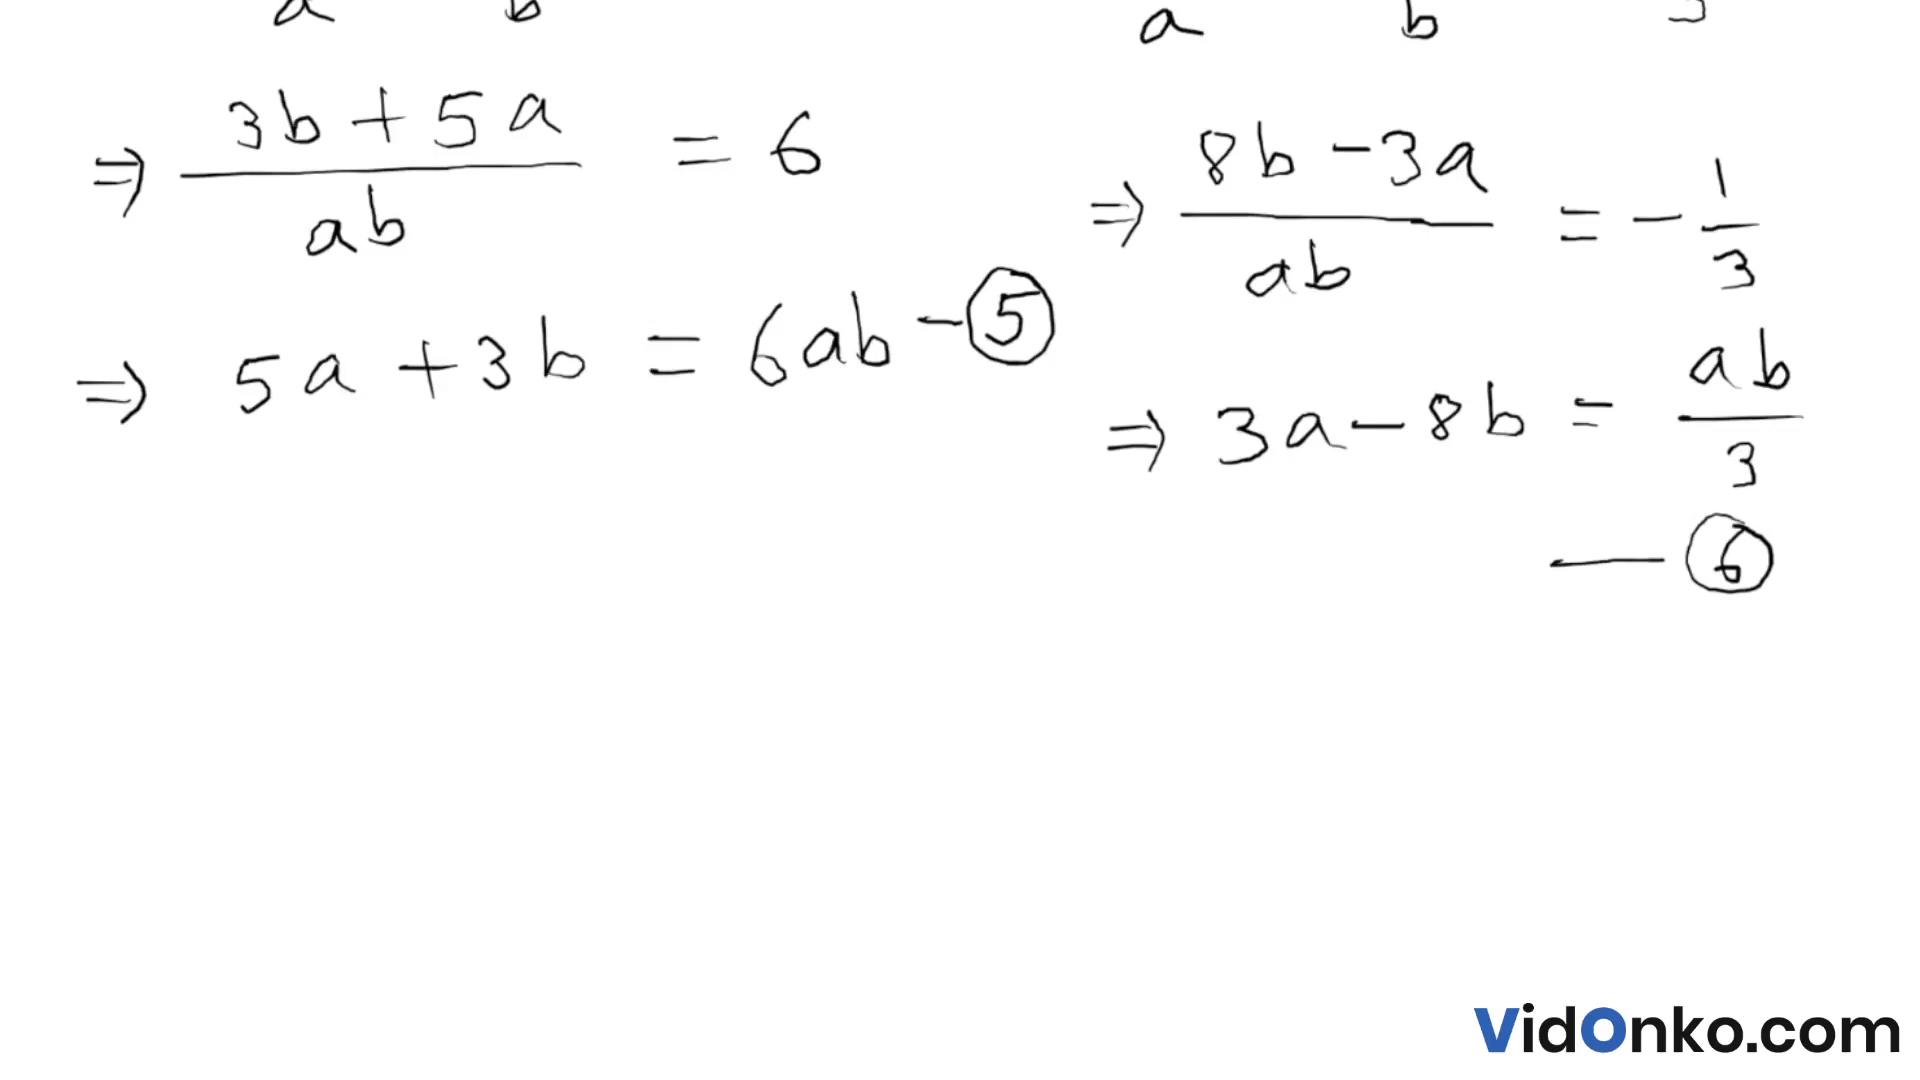 a b
⇒ (3b + 5a)/ab = 6
⇒ 5a + 3b = 6ab - ⑤
a b 3
⇒ (8b - 3a)/ab = - 1/3
⇒ 3a - 8b = ab/3
— ⑥
VidOnko.com